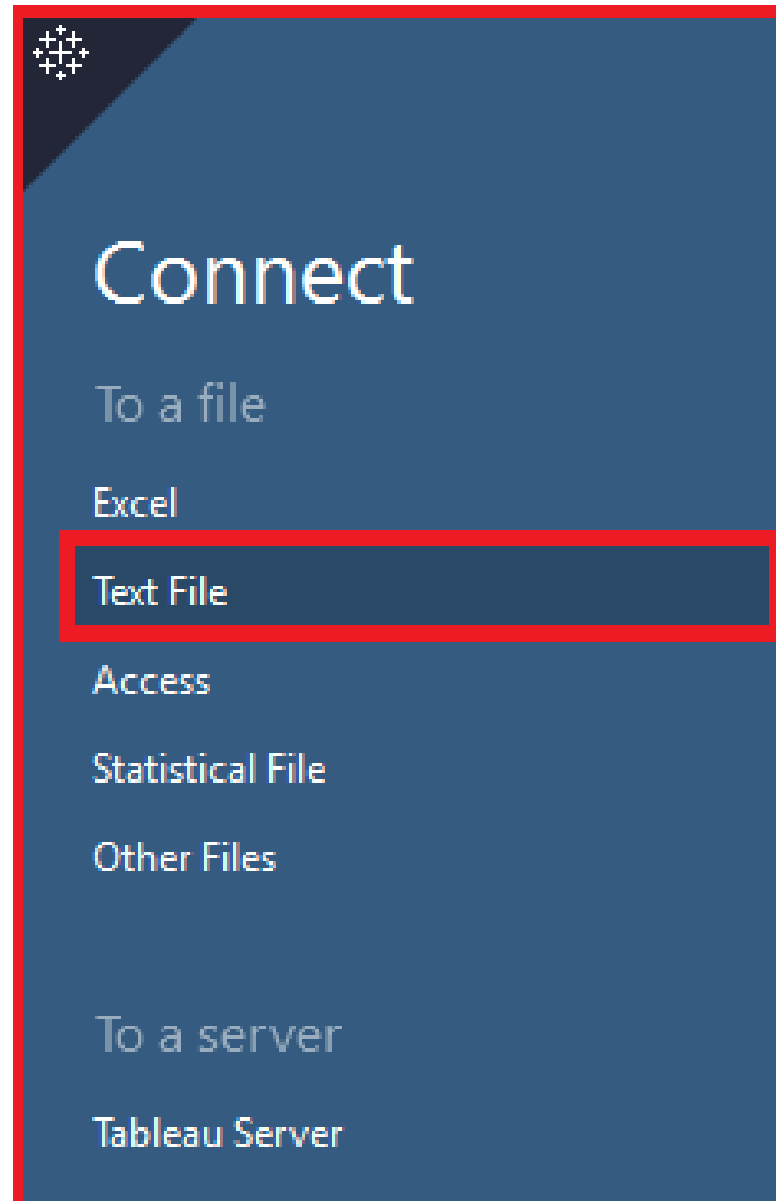 Connect
To a file
Excel
Text File
Access
Statistical File
Other Files
To a server
Tableau Server